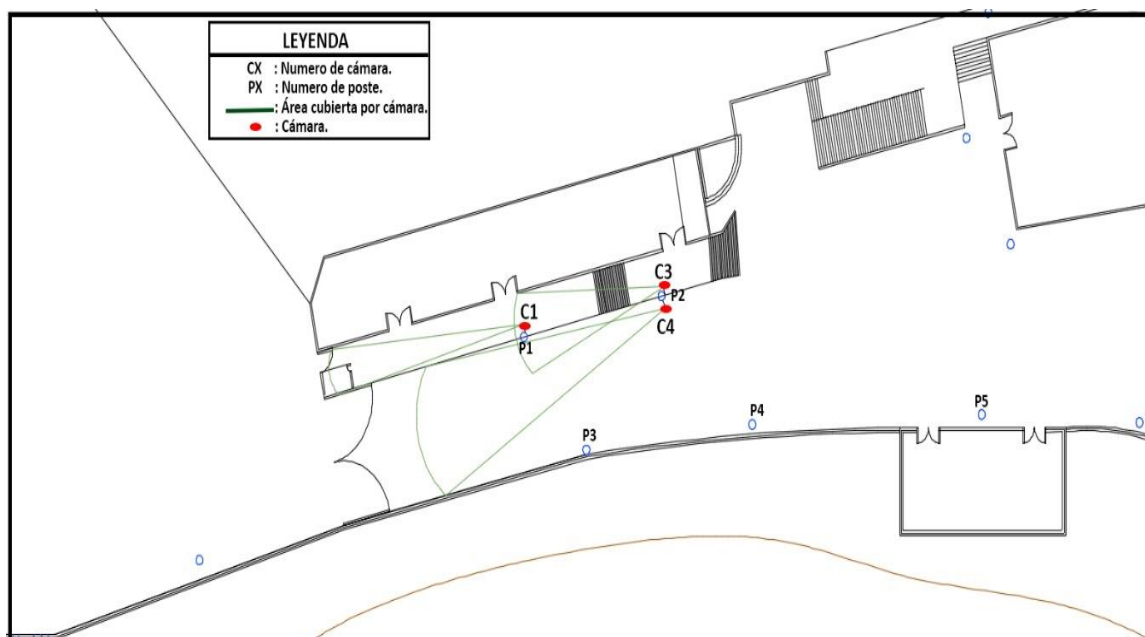 LEYENDA
CX : Numero de cámara.
PX : Numero de poste.
: Área cubierta por cámara.
: Cámara.
C3
P2
C1
C4
P1
P5
P4
P3